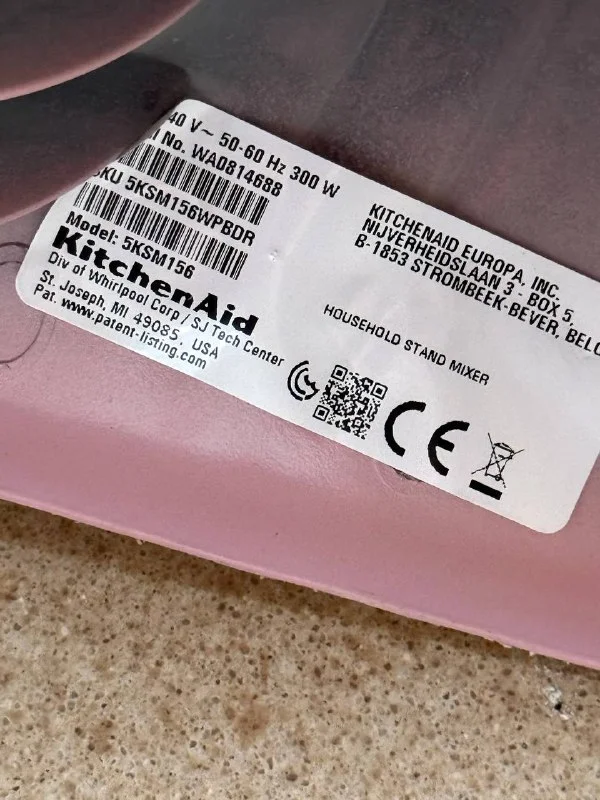 40 V~ 50-60 Hz 300 W
No. WA0814688
SKU 5KSM156WPBDR
Model: 5KSM156
KitchenAid
Div of Whirlpool Corp / SJ Tech Center
St. Joseph, MI 49085, USA
Pat. www.patent-listing.com
KITCHENAID EUROPA, INC.
NIJVERHEIDSLAAN 3 - BOX 5
B-1853 STROMBEEK-BEVER, BELG
HOUSEHOLD STAND MIXER
CE